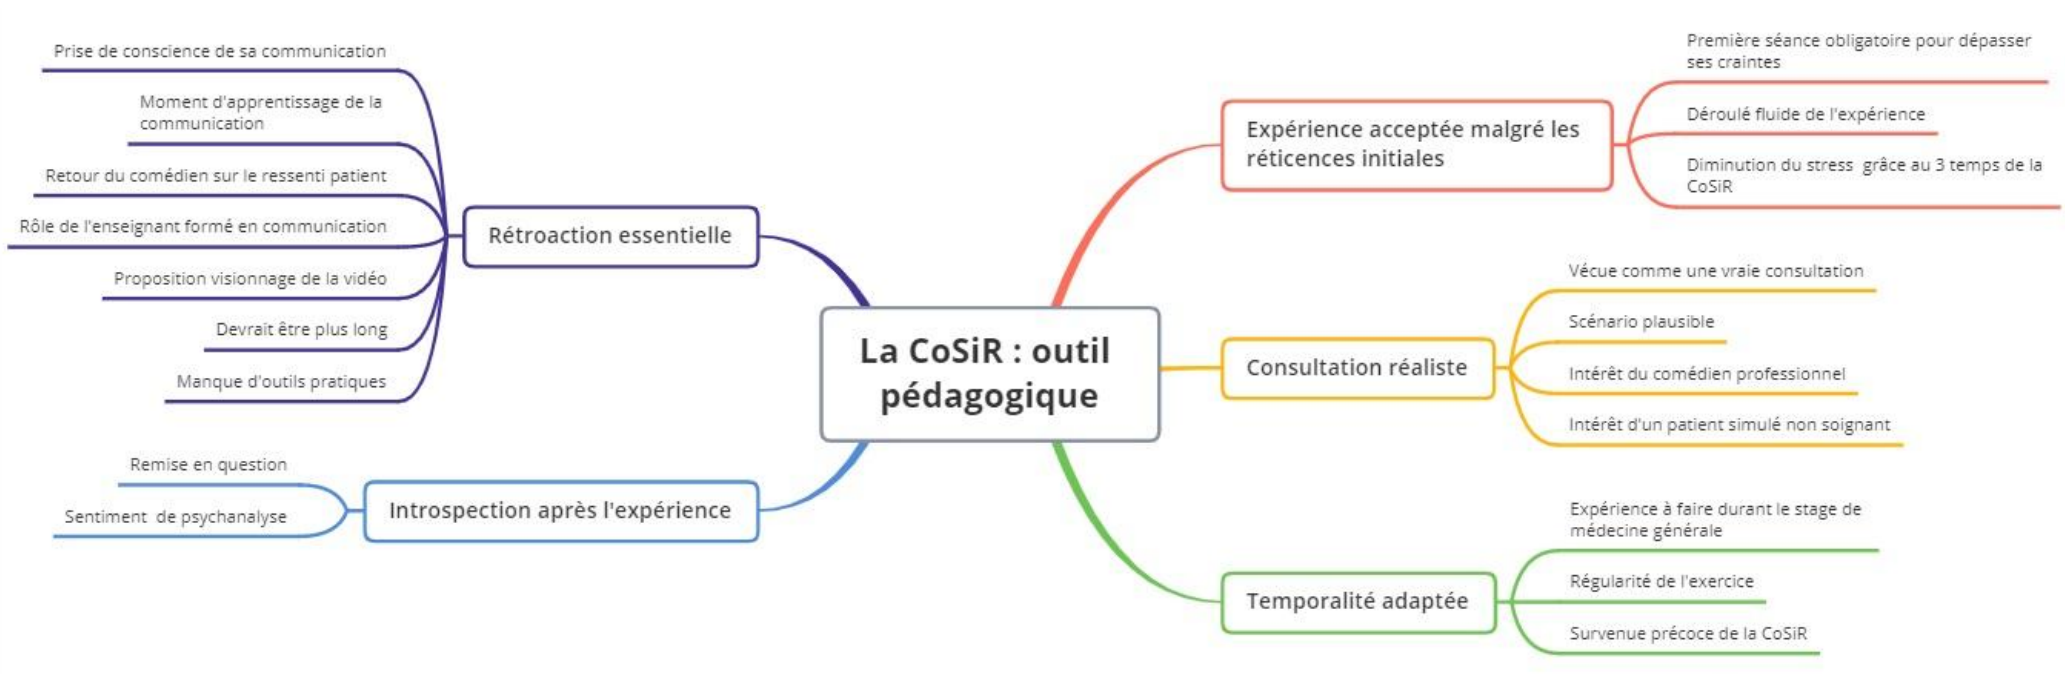 La CoSiR : outil
pédagogique
Expérience acceptée malgré les
réticences initiales
Première séance obligatoire pour dépasser
ses craintes
Déroulé fluide de l'expérience
Diminution du stress  grâce au 3 temps de la
CoSiR
Consultation réaliste
Vécue comme une vraie consultation
Scénario plausible
Intérêt du comédien professionnel
Intérêt d'un patient simulé non soignant
Temporalité adaptée
Expérience à faire durant le stage de
médecine générale
Régularité de l'exercice
Survenue précoce de la CoSiR
Rétroaction essentielle
Prise de conscience de sa communication
Moment d'apprentissage de la
communication
Retour du comédien sur le ressenti patient
Rôle de l'enseignant formé en communication
Proposition visionnage de la vidéo
Devrait être plus long
Manque d'outils pratiques
Introspection après l'expérience
Remise en question
Sentiment  de psychanalyse